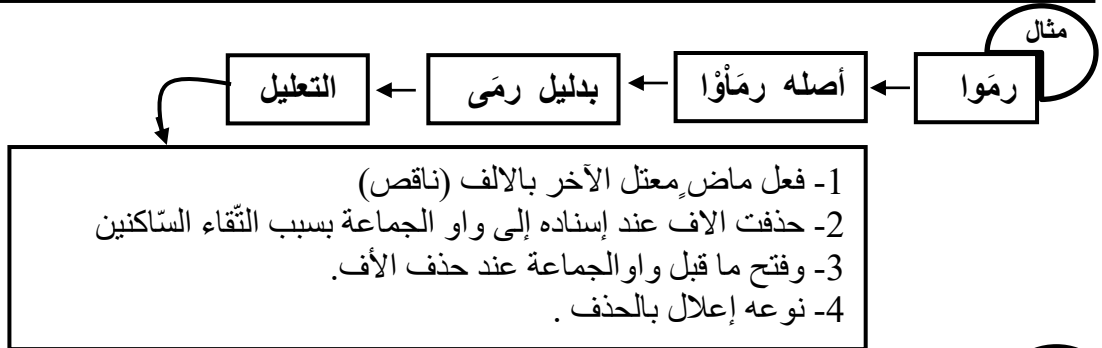 مثال
رمَوا ← أصله رمَاْوْا ← بدليل رمَى ← التعليل
1- فعل ماضٍ معتل الآخر بالالف (ناقص)
2- حذفت الاف عند إسناده إلى واو الجماعة بسبب التّقاء السّاكنين
3- وفتح ما قبل واوالجماعة عند حذف الأف.
4- نوعه إعلال بالحذف .